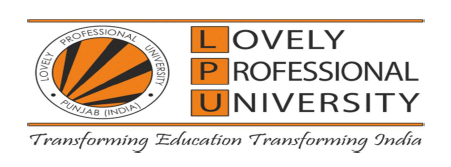 LOVELY PROFESSIONAL UNIVERSITY
• PUNJAB (INDIA) •
LOVELY
PROFESSIONAL
UNIVERSITY
Transforming Education Transforming India